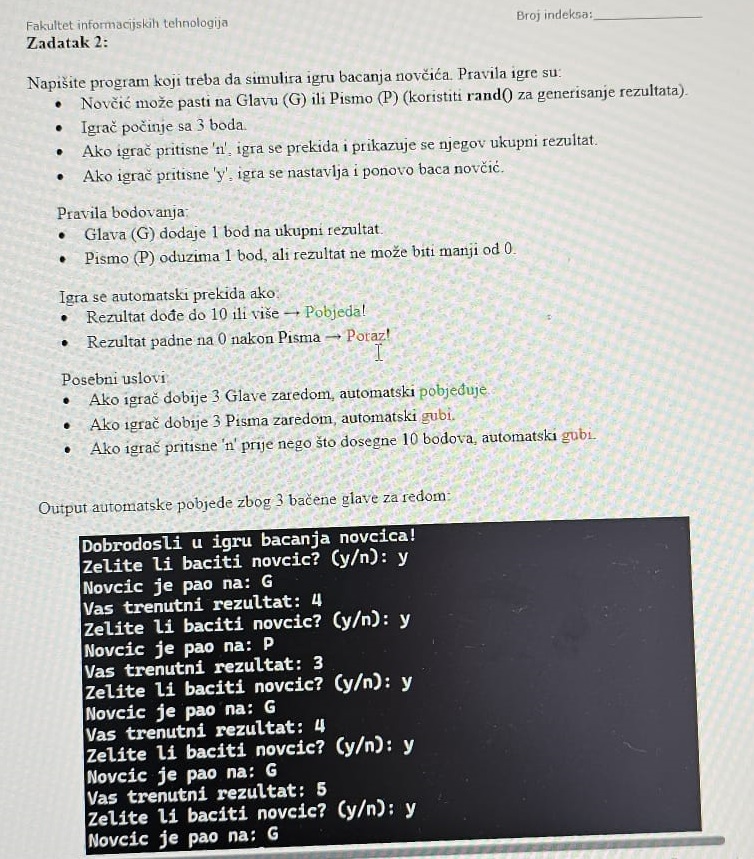 Broj indeksa:
Fakultet informacijskih tehnologija
Zadatak 2:
Napišite program koji treba da simulira igru bacanja novčića. Pravila igre su:
• Novčić može pasti na Glavu (G) ili Pismo (P) (koristiti rand() za generisanje rezultata).
• Igrač počinje sa 3 boda.
• Ako igrač pritisne 'n', igra se prekida i prikazuje se njegov ukupni rezultat.
• Ako igrač pritisne 'y', igra se nastavlja i ponovo baca novčić.
Pravila bodovanja:
• Glava (G) dodaje 1 bod na ukupni rezultat.
• Pismo (P) oduzima 1 bod, ali rezultat ne može biti manji od 0.
Igra se automatski prekida ako:
• Rezultat dođe do 10 ili više → Pobjeda!
• Rezultat padne na 0 nakon Pisma → Poraz!
Posebni uslovi:
• Ako igrač dobije 3 Glave zaredom, automatski pobjeđuje.
• Ako igrač dobije 3 Pisma zaredom, automatski gubi.
• Ako igrač pritisne 'n' prije nego što dosegne 10 bodova, automatski gubi.
Output automatske pobjede zbog 3 bačene glave za redom:
Dobrodosli u igru bacanja novcica!
Zelite li baciti novcic? (y/n): y
Novcic je pao na: G
Vas trenutni rezultat: 4
Zelite li baciti novcic? (y/n): y
Novcic je pao na: P
Vas trenutni rezultat: 3
Zelite li baciti novcic? (y/n): y
Novcic je pao na: G
Vas trenutni rezultat: 4
Zelite li baciti novcic? (y/n): y
Novcic je pao na: G
Vas trenutni rezultat: 5
Zelite li baciti novcic? (y/n): y
Novcic je pao na: G